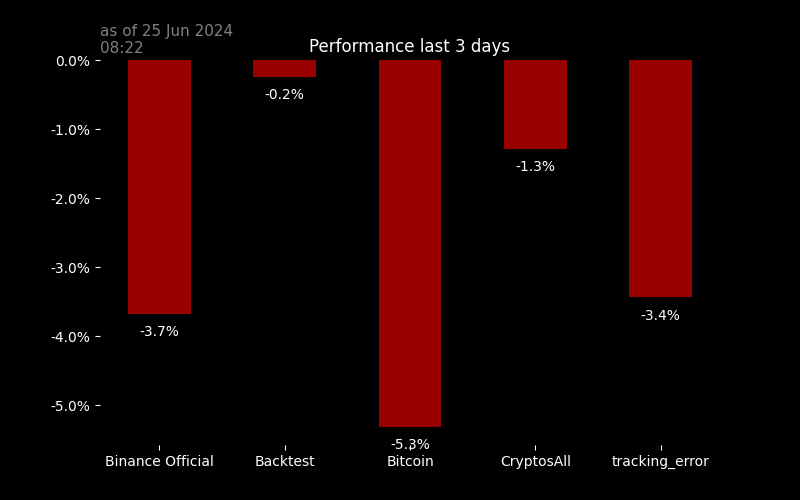 as of 25 Jun 2024
08:22
Performance last 3 days
0.0%
-1.0%
-2.0%
-3.0%
-4.0%
-5.0%
-3.7%
-0.2%
-5.3%
-1.3%
-3.4%
Binance Official
Backtest
Bitcoin
CryptosAll
tracking_error